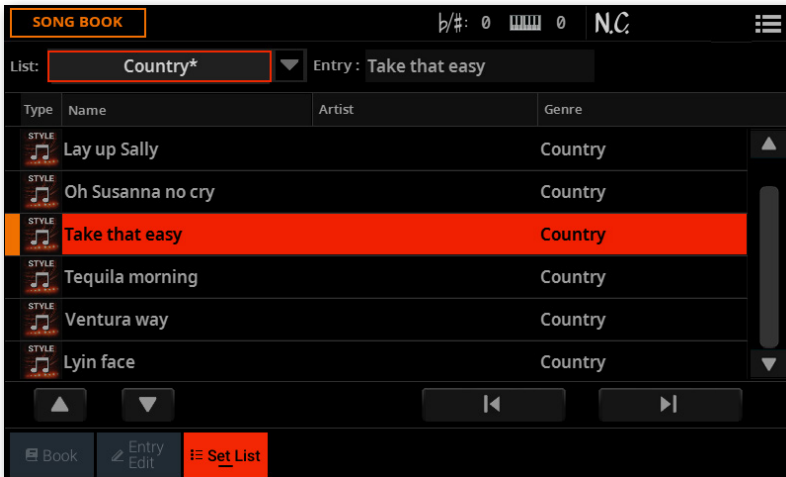 SONG BOOK ♭/#: 0 0 N.C.
List: Country* Entry : Take that easy
Type Name Artist Genre
STYLE Lay up Sally Country
STYLE Oh Susanna no cry Country
STYLE Take that easy Country
STYLE Tequila morning Country
STYLE Ventura way Country
STYLE Lyin face Country
Book Entry Edit Set List